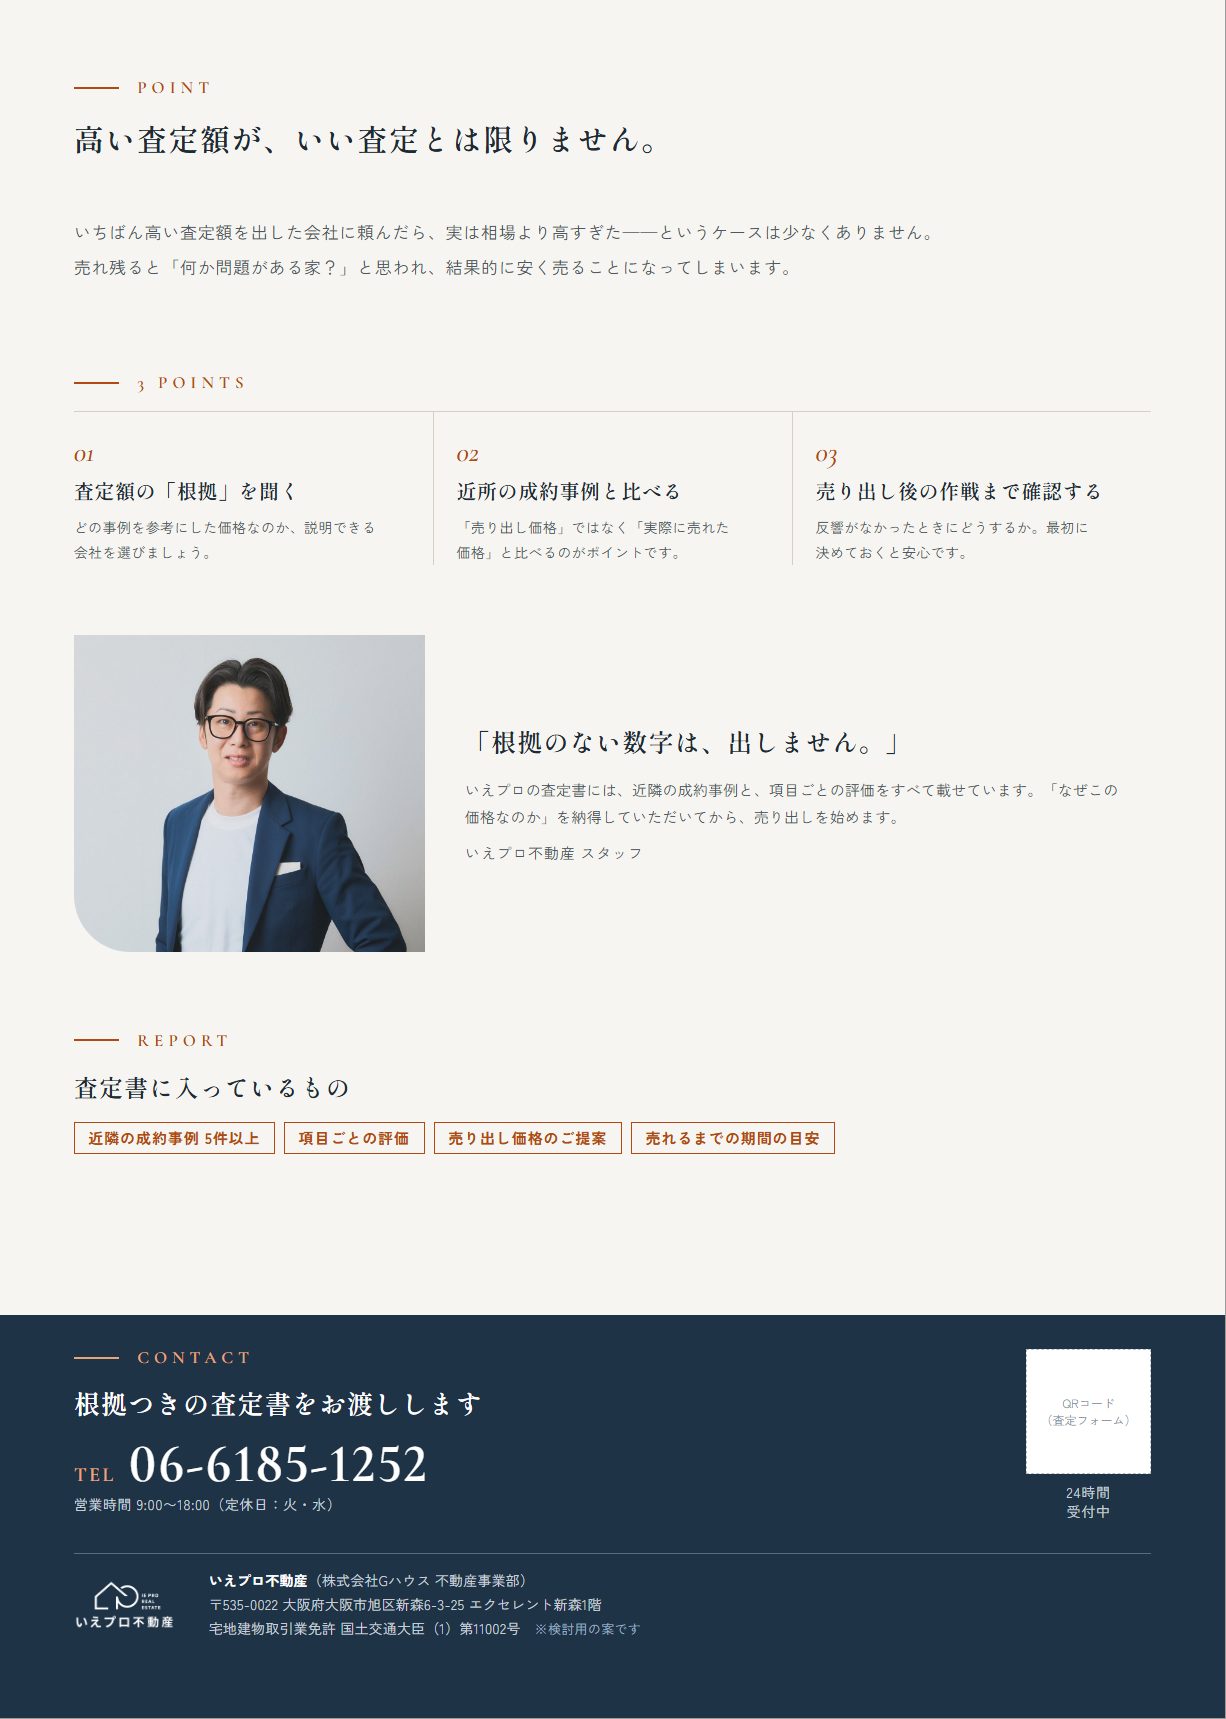 POINT
高い査定額が、いい査定とは限りません。
いちばん高い査定額を出した会社に頼んだら、実は相場より高すぎた——というケースは少なくありません。
売れ残ると「何か問題がある家？」と思われ、結果的に安く売ることになってしまいます。
3 POINTS
01
査定額の「根拠」を聞く
どの事例を参考にした価格なのか、説明できる
会社を選びましょう。
02
近所の成約事例と比べる
「売り出し価格」ではなく「実際に売れた
価格」と比べるのがポイントです。
03
売り出し後の作戦まで確認する
反響がなかったときにどうするか。最初に
決めておくと安心です。
「根拠のない数字は、出しません。」
いえプロの査定書には、近隣の成約事例と、項目ごとの評価をすべて載せています。「なぜこの
価格なのか」を納得していただいてから、売り出しを始めます。
いえプロ不動産 スタッフ
REPORT
査定書に入っているもの
近隣の成約事例 5件以上
項目ごとの評価
売り出し価格のご提案
売れるまでの期間の目安
CONTACT
根拠つきの査定書をお渡しします
TEL 06-6185-1252
営業時間 9:00〜18:00（定休日：火・水）
QRコード
（査定フォーム）
24時間
受付中
IE PRO
REAL
ESTATE
いえプロ不動産
いえプロ不動産（株式会社Gハウス 不動産事業部）
〒535-0022 大阪府大阪市旭区新森6-3-25 エクセレント新森1階
宅地建物取引業免許 国土交通大臣（1）第11002号　※検討用の案です